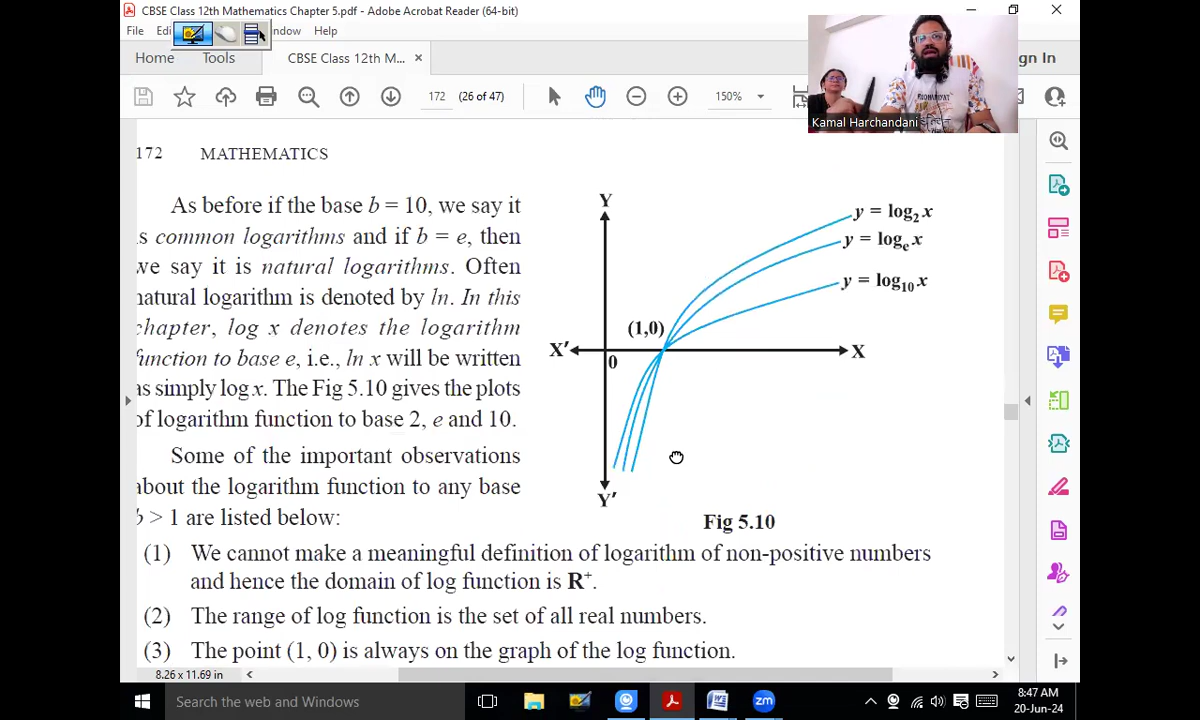 CBSE Class 12th Mathematics Chapter 5.pdf - Adobe Acrobat Reader (64-bit)
File Edi ndow Help
Home Tools CBSE Class 12th M... × gn In
172 (26 of 47) 150%
Kamal Harchandani
172 MATHEMATICS
As before if the base b = 10, we say it
s common logarithms and if b = e, then
we say it is natural logarithms. Often
natural logarithm is denoted by ln. In this
chapter, log x denotes the logarithm
function to base e, i.e., ln x will be written
as simply log x. The Fig 5.10 gives the plots
of logarithm function to base 2, e and 10.
Some of the important observations
about the logarithm function to any base
b > 1 are listed below:
Y
y = log₂ x
y = logₑ x
y = log₁₀ x
(1,0)
X′ 0 X
Y′
Fig 5.10
(1) We cannot make a meaningful definition of logarithm of non-positive numbers
and hence the domain of log function is R⁺.
(2) The range of log function is the set of all real numbers.
(3) The point (1, 0) is always on the graph of the log function.
8.26 x 11.69 in
Search the web and Windows
8:47 AM
20-Jun-24